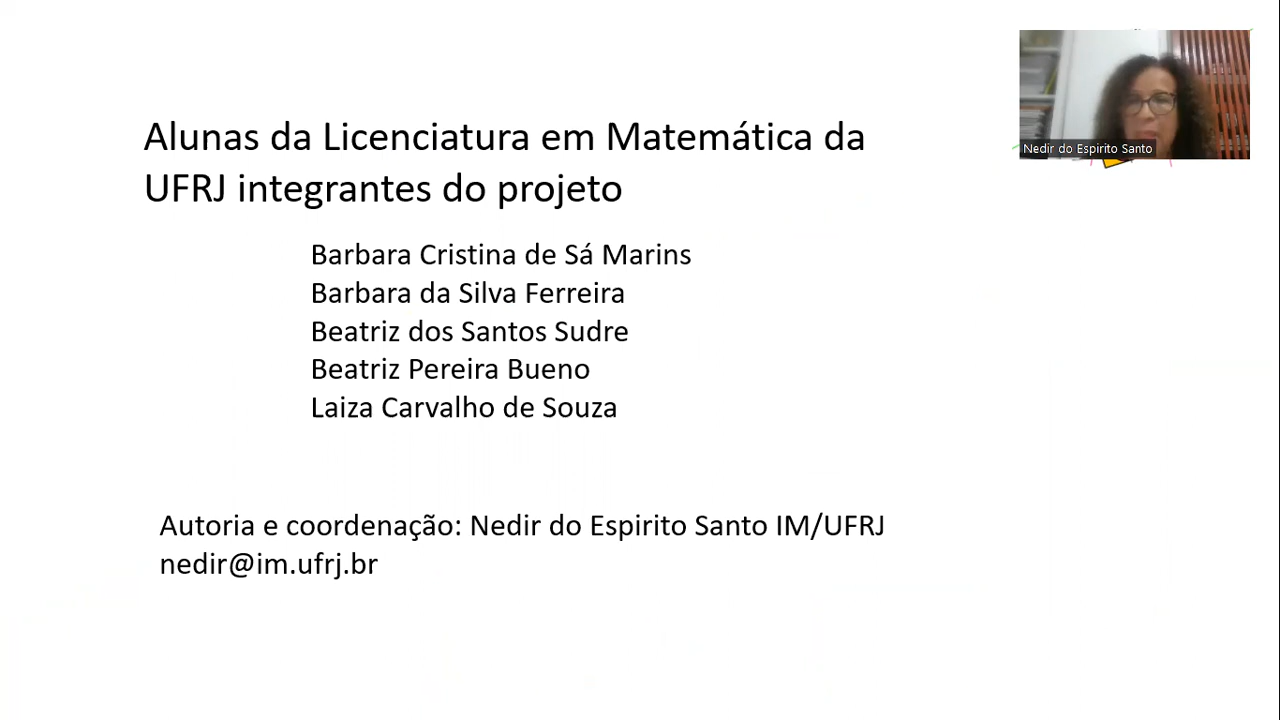 Alunas da Licenciatura em Matemática da
UFRJ integrantes do projeto
Barbara Cristina de Sá Marins
Barbara da Silva Ferreira
Beatriz dos Santos Sudre
Beatriz Pereira Bueno
Laiza Carvalho de Souza
Autoria e coordenação: Nedir do Espirito Santo IM/UFRJ
nedir@im.ufrj.br
Nedir do Espirito Santo